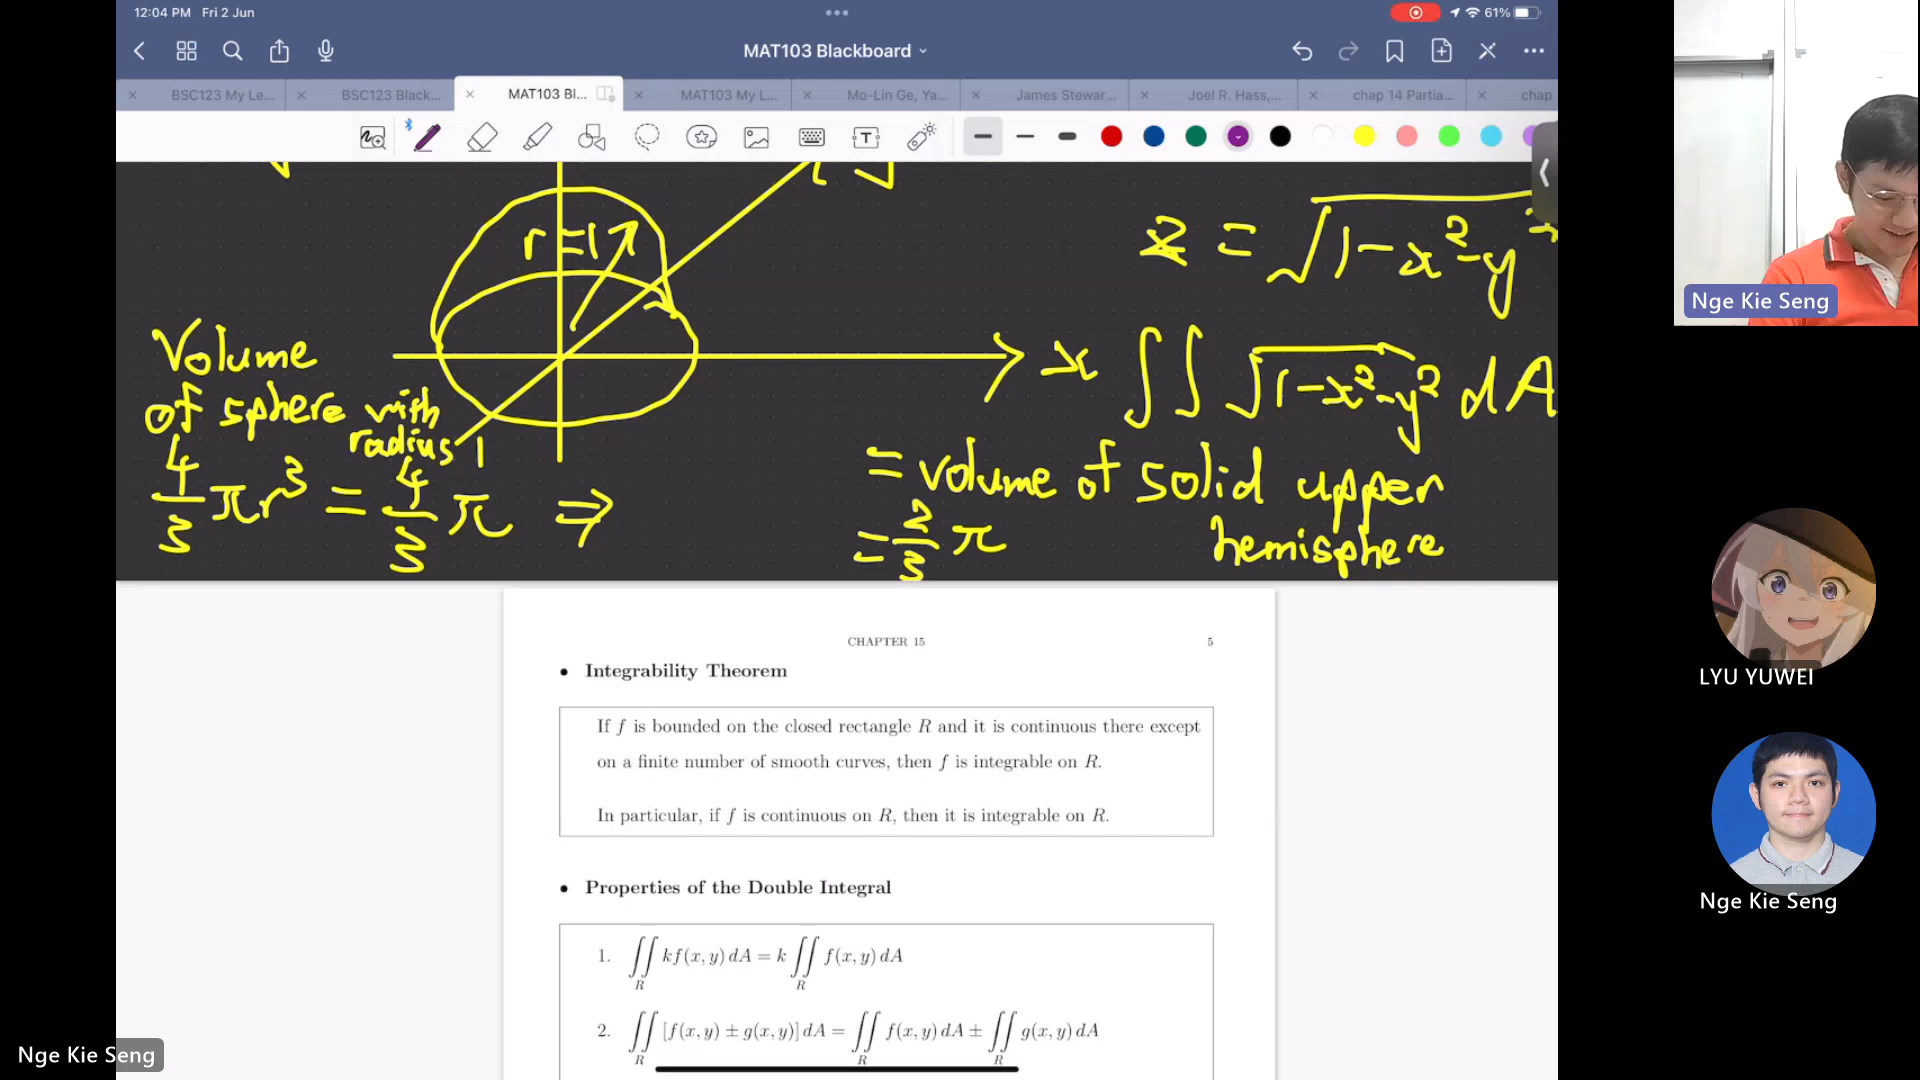 12:04 PM Fri 2 Jun
61%
MAT103 Blackboard
BSC123 My Le...
BSC123 Black...
MAT103 Bl...
MAT103 My L...
Mo-Lin Ge, Ya...
James Stewar...
Joel R. Hass,...
chap 14 Partia...
chap
r=1
z = √1-x²-y²
x
∫∫ √1-x²-y² dA
Volume
of sphere with
radius 1
4/3 πr³ = 4/3 π ⇒
= volume of solid upper
hemisphere
= 2/3 π
CHAPTER 15 5
• Integrability Theorem
If f is bounded on the closed rectangle R and it is continuous there except
on a finite number of smooth curves, then f is integrable on R.
In particular, if f is continuous on R, then it is integrable on R.
• Properties of the Double Integral
1. ∬_R kf(x, y) dA = k ∬_R f(x, y) dA
2. ∬_R [f(x, y) ± g(x, y)] dA = ∬_R f(x, y) dA ± ∬_R g(x, y) dA
Nge Kie Seng
LYU YUWEI
Nge Kie Seng
Nge Kie Seng